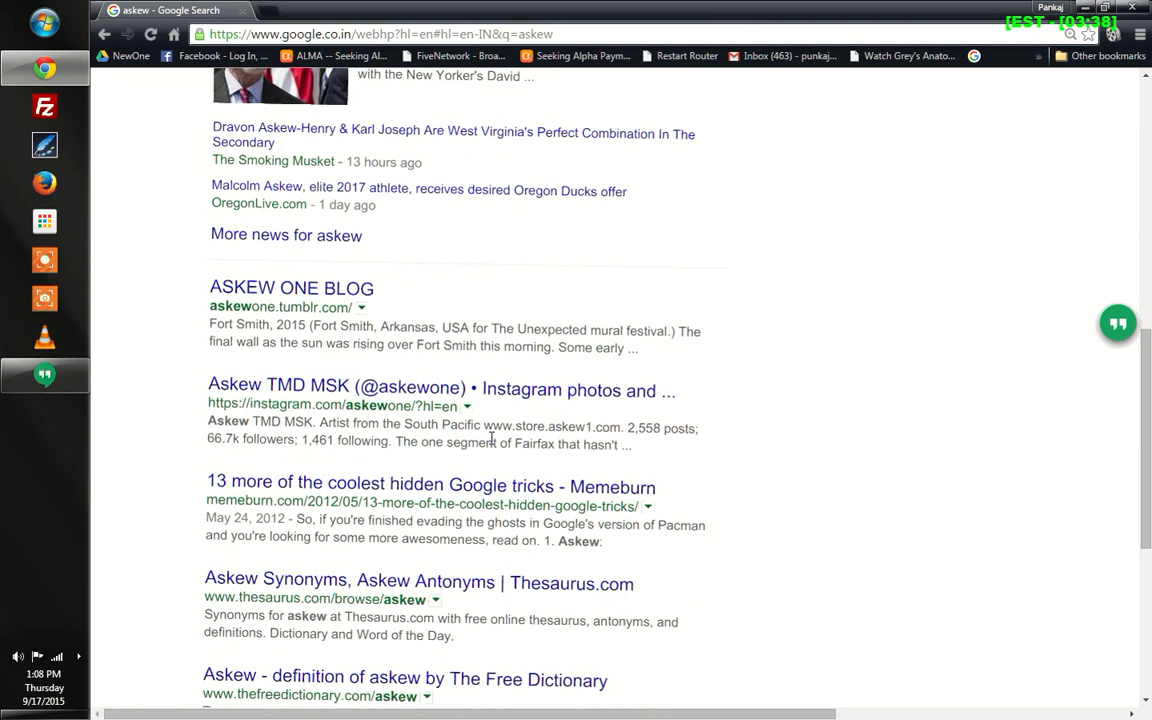 askew - Google Search
Pankaj
[EST - [03:38]
https://www.google.co.in/webhp?hl=en#hl=en-IN&q=askew
NewOne
Facebook - Log In, ...
ALMA -- Seeking Al...
FiveNetwork - Broa...
Seeking Alpha Paym...
Restart Router
Inbox (463) - punkaj...
Watch Grey's Anato...
»
Other bookmarks
with the New Yorker's David ...
Dravon Askew-Henry & Karl Joseph Are West Virginia's Perfect Combination In The
Secondary
The Smoking Musket - 13 hours ago
Malcolm Askew, elite 2017 athlete, receives desired Oregon Ducks offer
OregonLive.com - 1 day ago
More news for askew
ASKEW ONE BLOG
askewone.tumblr.com/
Fort Smith, 2015 (Fort Smith, Arkansas, USA for The Unexpected mural festival.) The
final wall as the sun was rising over Fort Smith this morning. Some early ...
Askew TMD MSK (@askewone) • Instagram photos and ...
https://instagram.com/askewone/?hl=en
Askew TMD MSK. Artist from the South Pacific www.store.askew1.com. 2,558 posts;
66.7k followers; 1,461 following. The one segment of Fairfax that hasn't ...
13 more of the coolest hidden Google tricks - Memeburn
memeburn.com/2012/05/13-more-of-the-coolest-hidden-google-tricks/
May 24, 2012 - So, if you're finished evading the ghosts in Google's version of Pacman
and you're looking for some more awesomeness, read on. 1. Askew:
Askew Synonyms, Askew Antonyms | Thesaurus.com
www.thesaurus.com/browse/askew
Synonyms for askew at Thesaurus.com with free online thesaurus, antonyms, and
definitions. Dictionary and Word of the Day.
Askew - definition of askew by The Free Dictionary
www.thefreedictionary.com/askew
1:08 PM
Thursday
9/17/2015